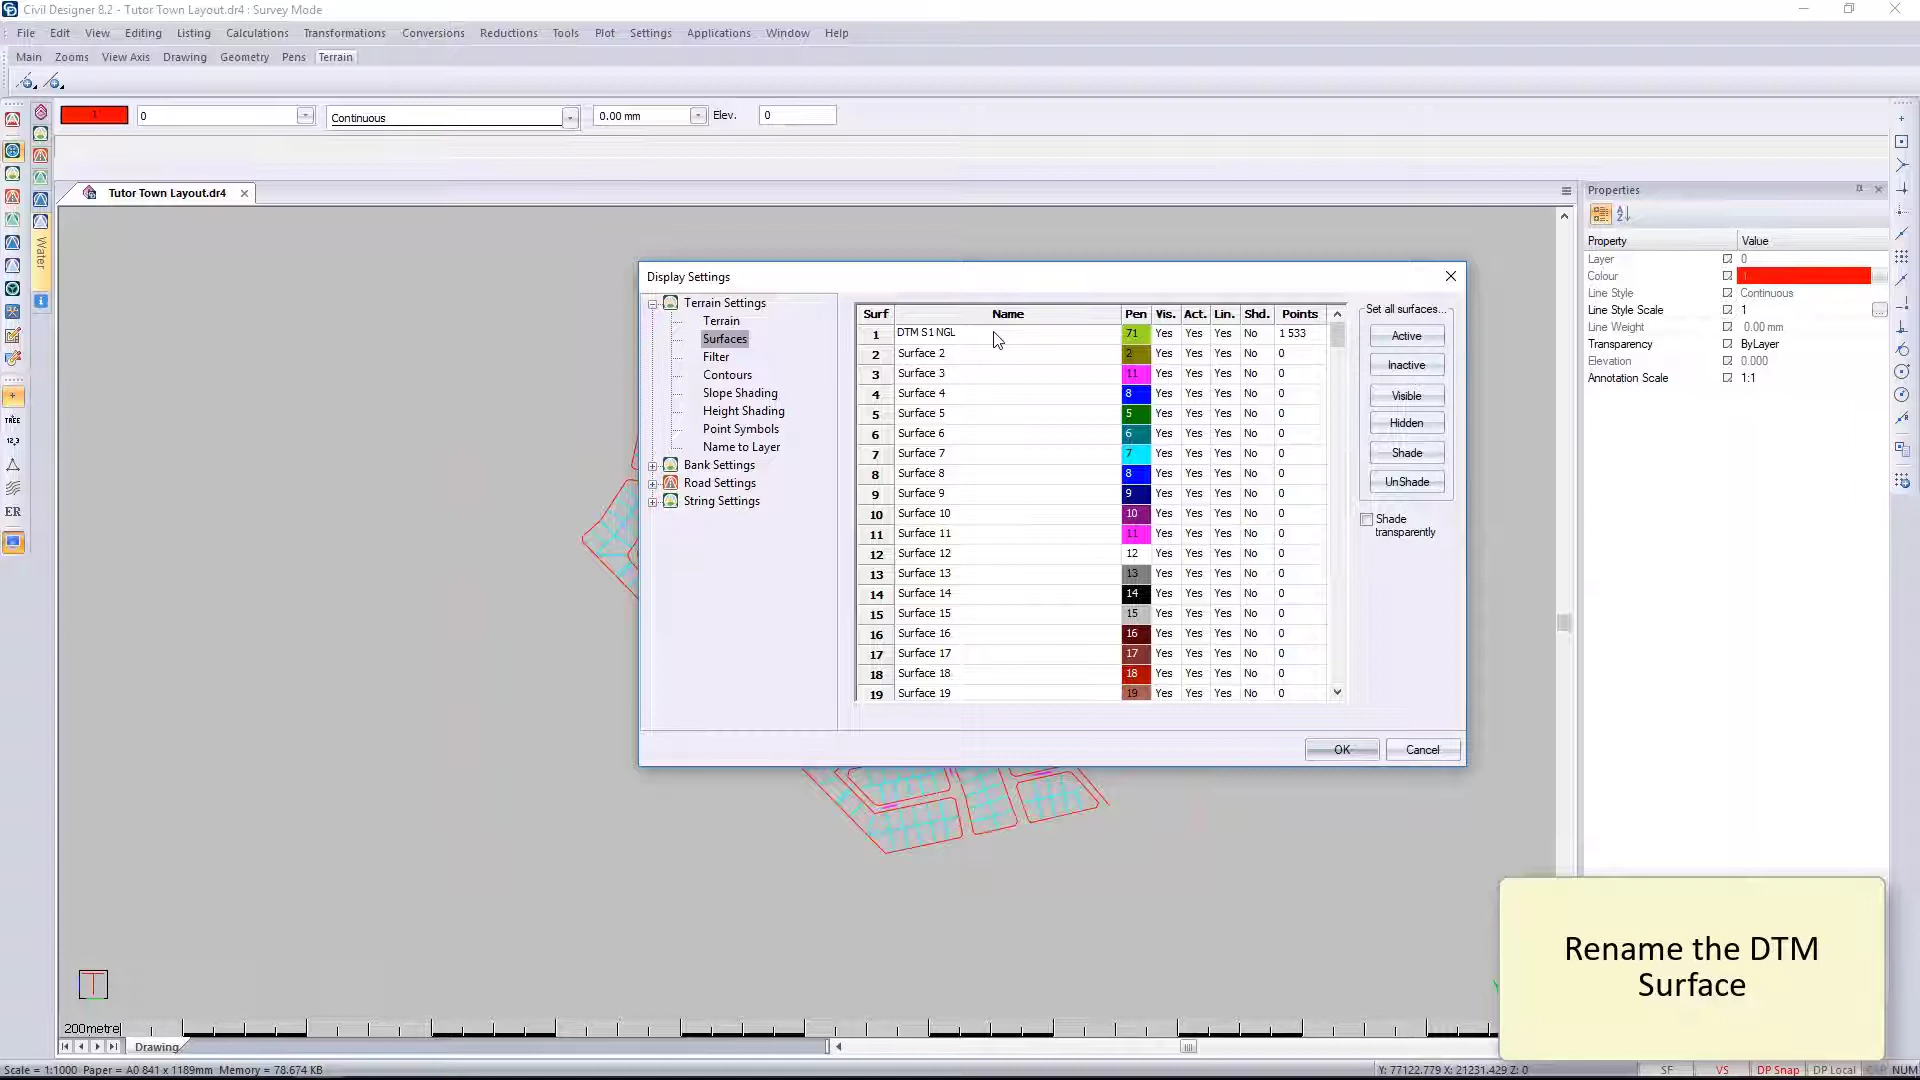 Civil Designer 8.2 - Tutor Town Layout.dr4 : Survey Mode
File Edit View Editing Listing Calculations Transformations Conversions Reductions Tools Plot Settings Applications Window Help
Main Zooms View Axis Drawing Geometry Pens Terrain
1 0 Continuous 0.00 mm Elev. 0
Tutor Town Layout.dr4
Water
TREE
ER
Display Settings
Terrain Settings
Terrain
Surfaces
Filter
Contours
Slope Shading
Height Shading
Point Symbols
Name to Layer
Bank Settings
Road Settings
String Settings
Surf Name Pen Vis. Act. Lin. Shd. Points
1 DTM S1 NGL 71 Yes Yes Yes No 1 533
2 Surface 2 2 Yes Yes Yes No 0
3 Surface 3 11 Yes Yes Yes No 0
4 Surface 4 8 Yes Yes Yes No 0
5 Surface 5 5 Yes Yes Yes No 0
6 Surface 6 6 Yes Yes Yes No 0
7 Surface 7 7 Yes Yes Yes No 0
8 Surface 8 8 Yes Yes Yes No 0
9 Surface 9 9 Yes Yes Yes No 0
10 Surface 10 10 Yes Yes Yes No 0
11 Surface 11 11 Yes Yes Yes No 0
12 Surface 12 12 Yes Yes Yes No 0
13 Surface 13 13 Yes Yes Yes No 0
14 Surface 14 14 Yes Yes Yes No 0
15 Surface 15 15 Yes Yes Yes No 0
16 Surface 16 16 Yes Yes Yes No 0
17 Surface 17 17 Yes Yes Yes No 0
18 Surface 18 18 Yes Yes Yes No 0
19 Surface 19 19 Yes Yes Yes No 0
Set all surfaces...
Active
Inactive
Visible
Hidden
Shade
UnShade
Shade
transparently
OK Cancel
Properties
Property Value
Layer 0
Colour 1
Line Style Continuous
Line Style Scale 1
Line Weight 0.00 mm
Transparency ByLayer
Elevation 0.000
Annotation Scale 1:1
Rename the DTM
Surface
200metre
Drawing
Scale = 1:1000 Paper = A0 841 x 1189mm Memory = 78.674 KB
Y: 77122.779 X: 21231.429 Z: 0
SF VS DP Snap DP Local CAP NUM